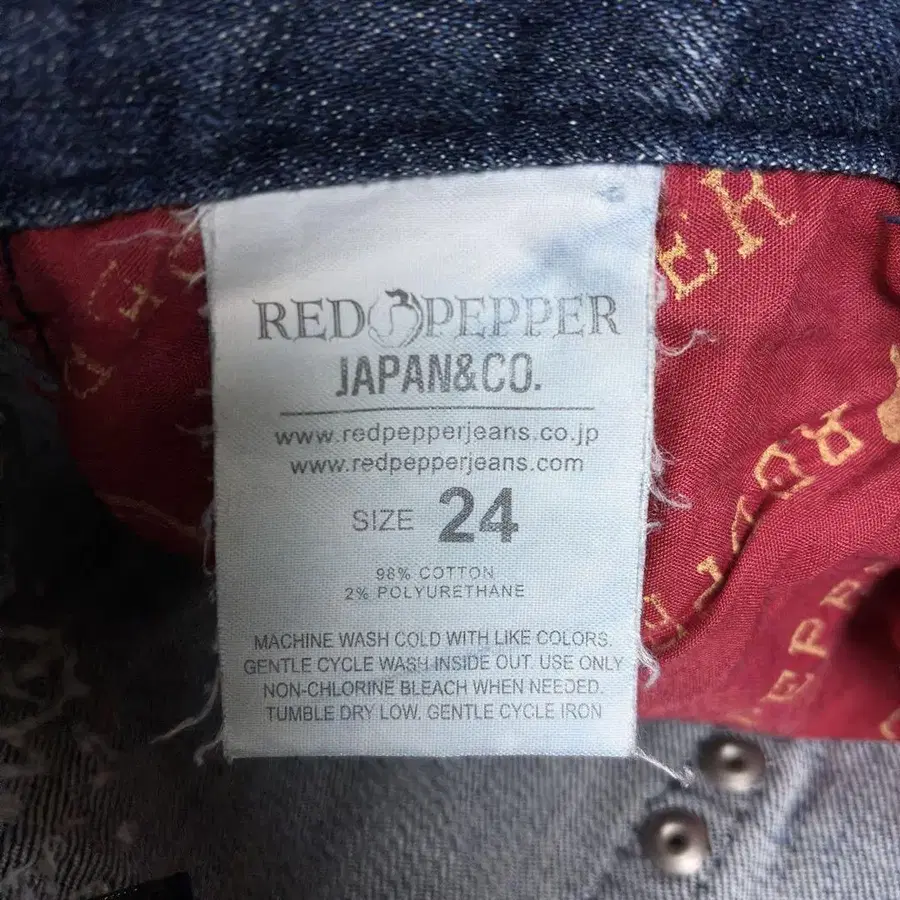 RED PEPPER
JAPAN&CO.
www.redpepperjeans.co.jp
www.redpepperjeans.com
SIZE 24
98% COTTON
2% POLYURETHANE
MACHINE WASH COLD WITH LIKE COLORS.
GENTLE CYCLE WASH INSIDE OUT. USE ONLY
NON-CHLORINE BLEACH WHEN NEEDED.
TUMBLE DRY LOW. GENTLE CYCLE IRON